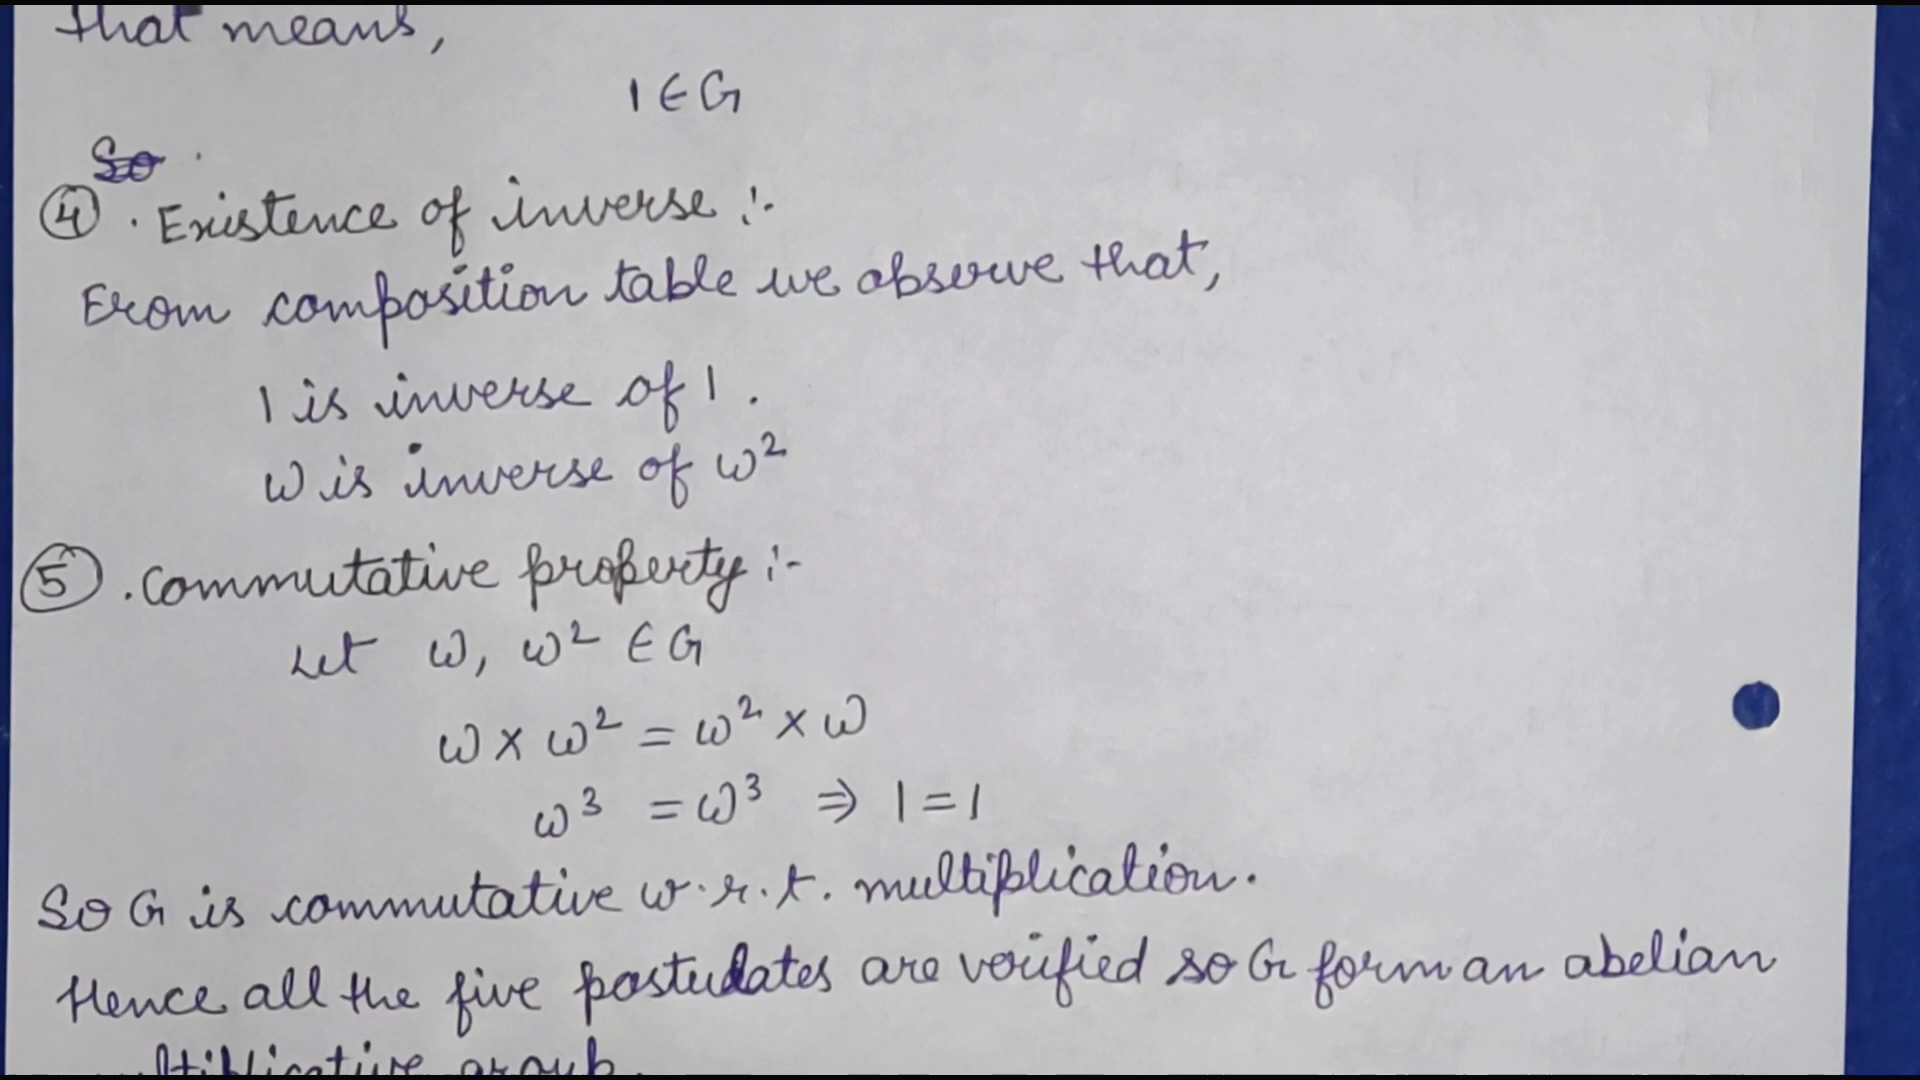 that means,
1 ∈ G
So
④. Existence of inverse :-
From composition table we observe that,
1 is inverse of 1.
ω is inverse of ω²
⑤. commutative property :-
Let ω, ω² ∈ G
ω × ω² = ω² × ω
ω³ = ω³ ⇒ 1 = 1
So G is commutative w.r.t. multiplication.
Hence all the five postulates are verified so G form an abelian
multiplicative group.